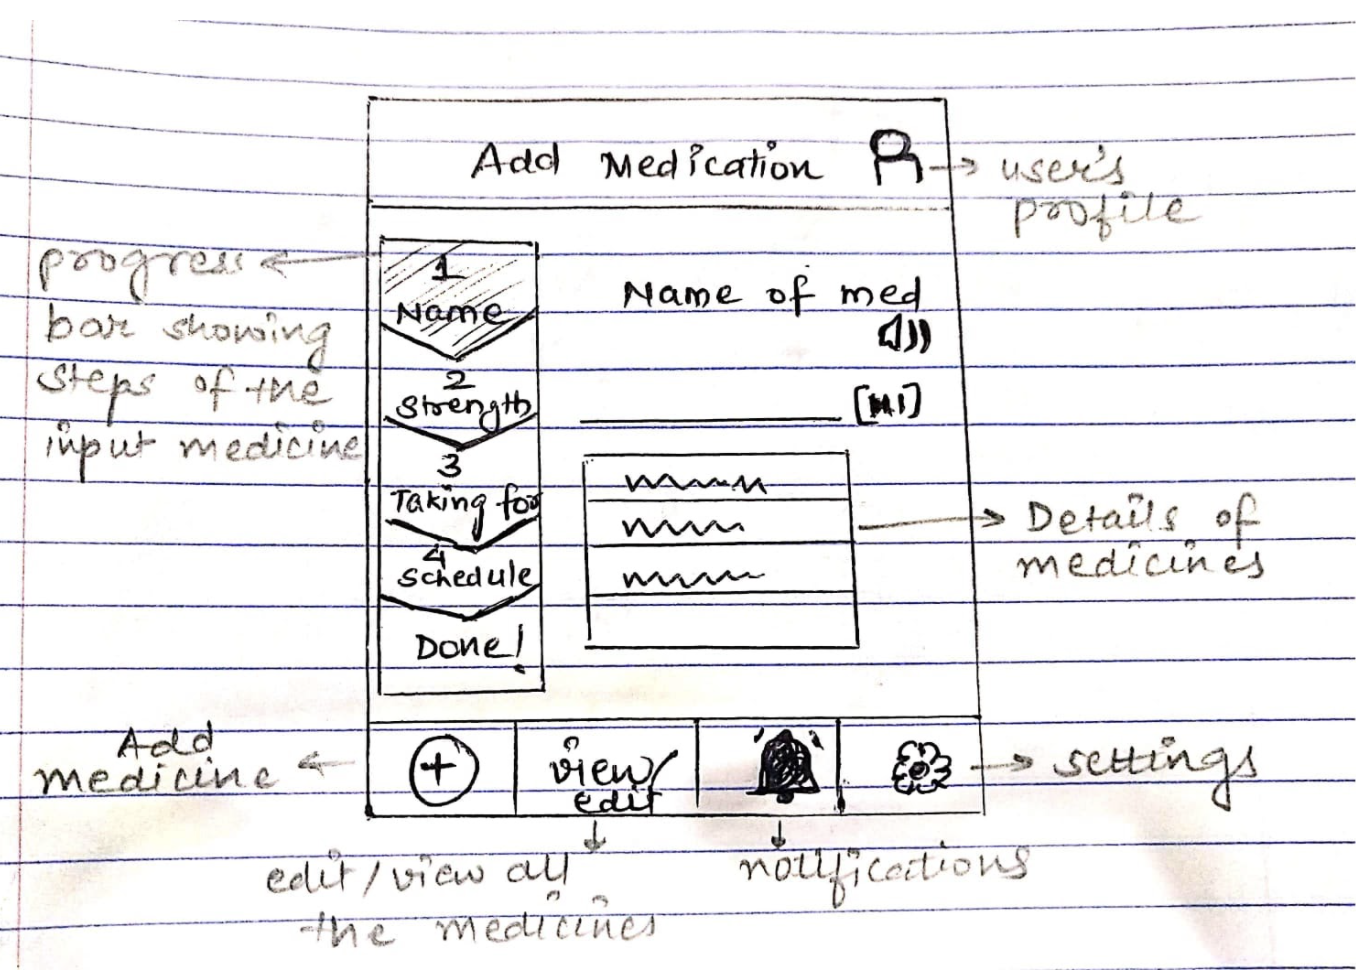 Add Medication
user's
profile
progress
bar showing
steps of the
input medicine
1
Name
2
Strength
3
Taking for
4
Schedule
Done!
Name of med
Details of
medicines
Add
medicine
+
view/
edit
settings
edit/view all
the medicines
notifications